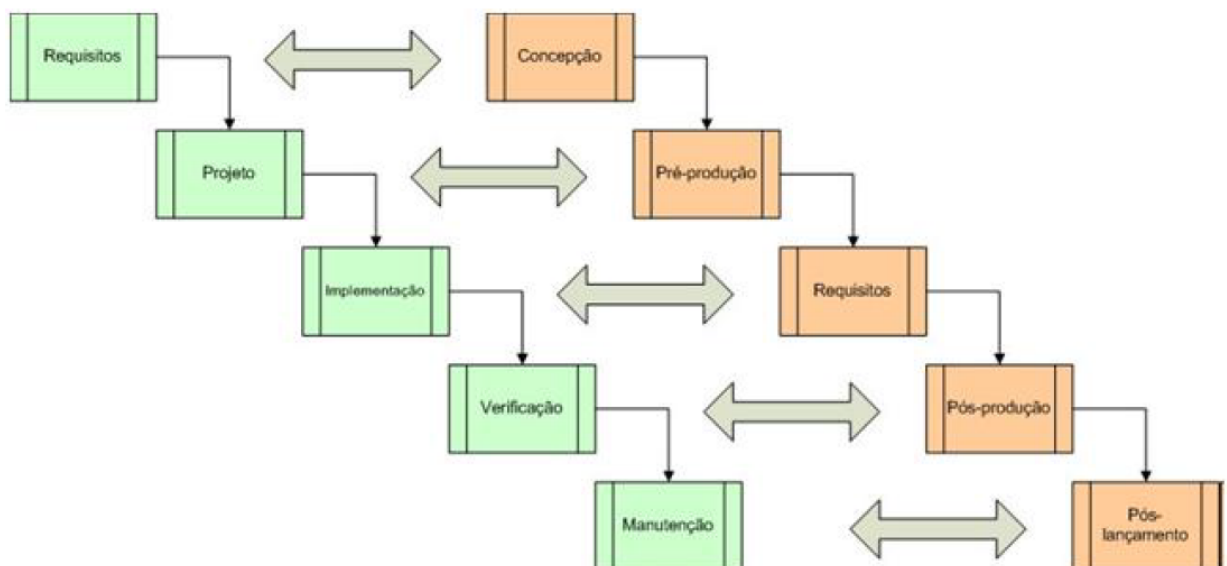 Requisitos
Concepção
Projeto
Pré-produção
Implementação
Requisitos
Verificação
Pós-produção
Manutenção
Pós-
lançamento